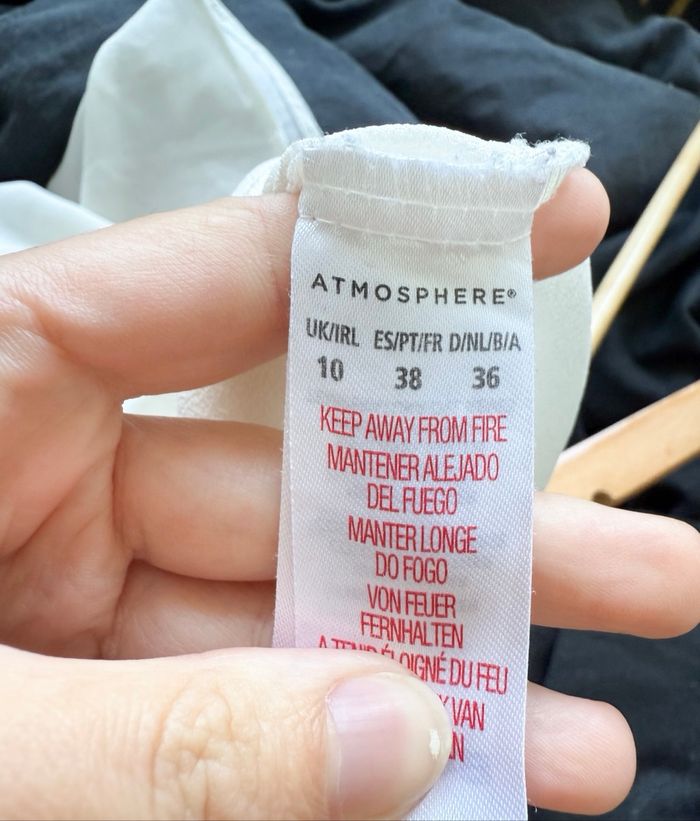 ATMOSPHERE®
UK/IRL ES/PT/FR D/NL/B/A
10 38 36
KEEP AWAY FROM FIRE
MANTENER ALEJADO
DEL FUEGO
MANTER LONGE
DO FOGO
VON FEUER
FERNHALTEN
A TENIR ÉLOIGNÉ DU FEU
VAN